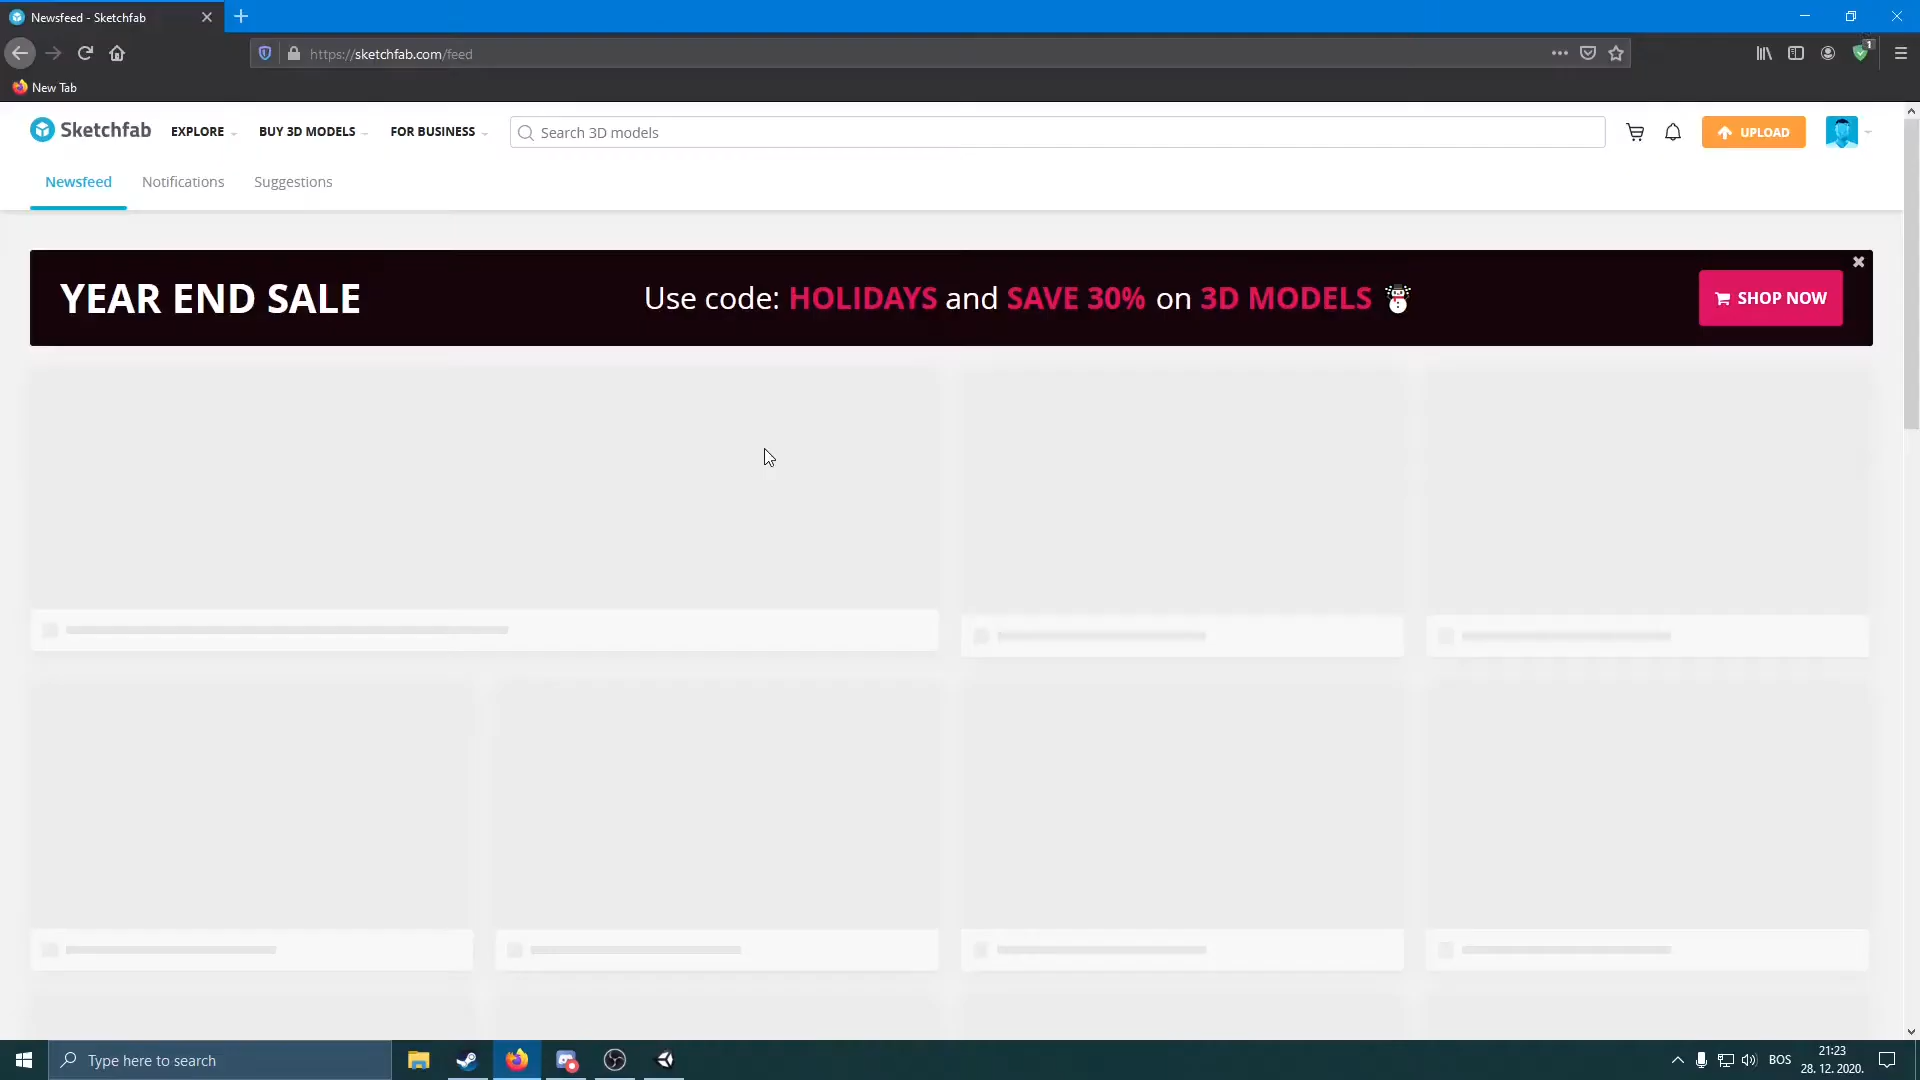 Newsfeed - Sketchfab
https://sketchfab.com/feed
1
New Tab
Sketchfab
EXPLORE
BUY 3D MODELS
FOR BUSINESS
Search 3D models
UPLOAD
Newsfeed
Notifications
Suggestions
YEAR END SALE
Use code: HOLIDAYS and SAVE 30% on 3D MODELS
SHOP NOW
Type here to search
BOS
21:23
28. 12. 2020.